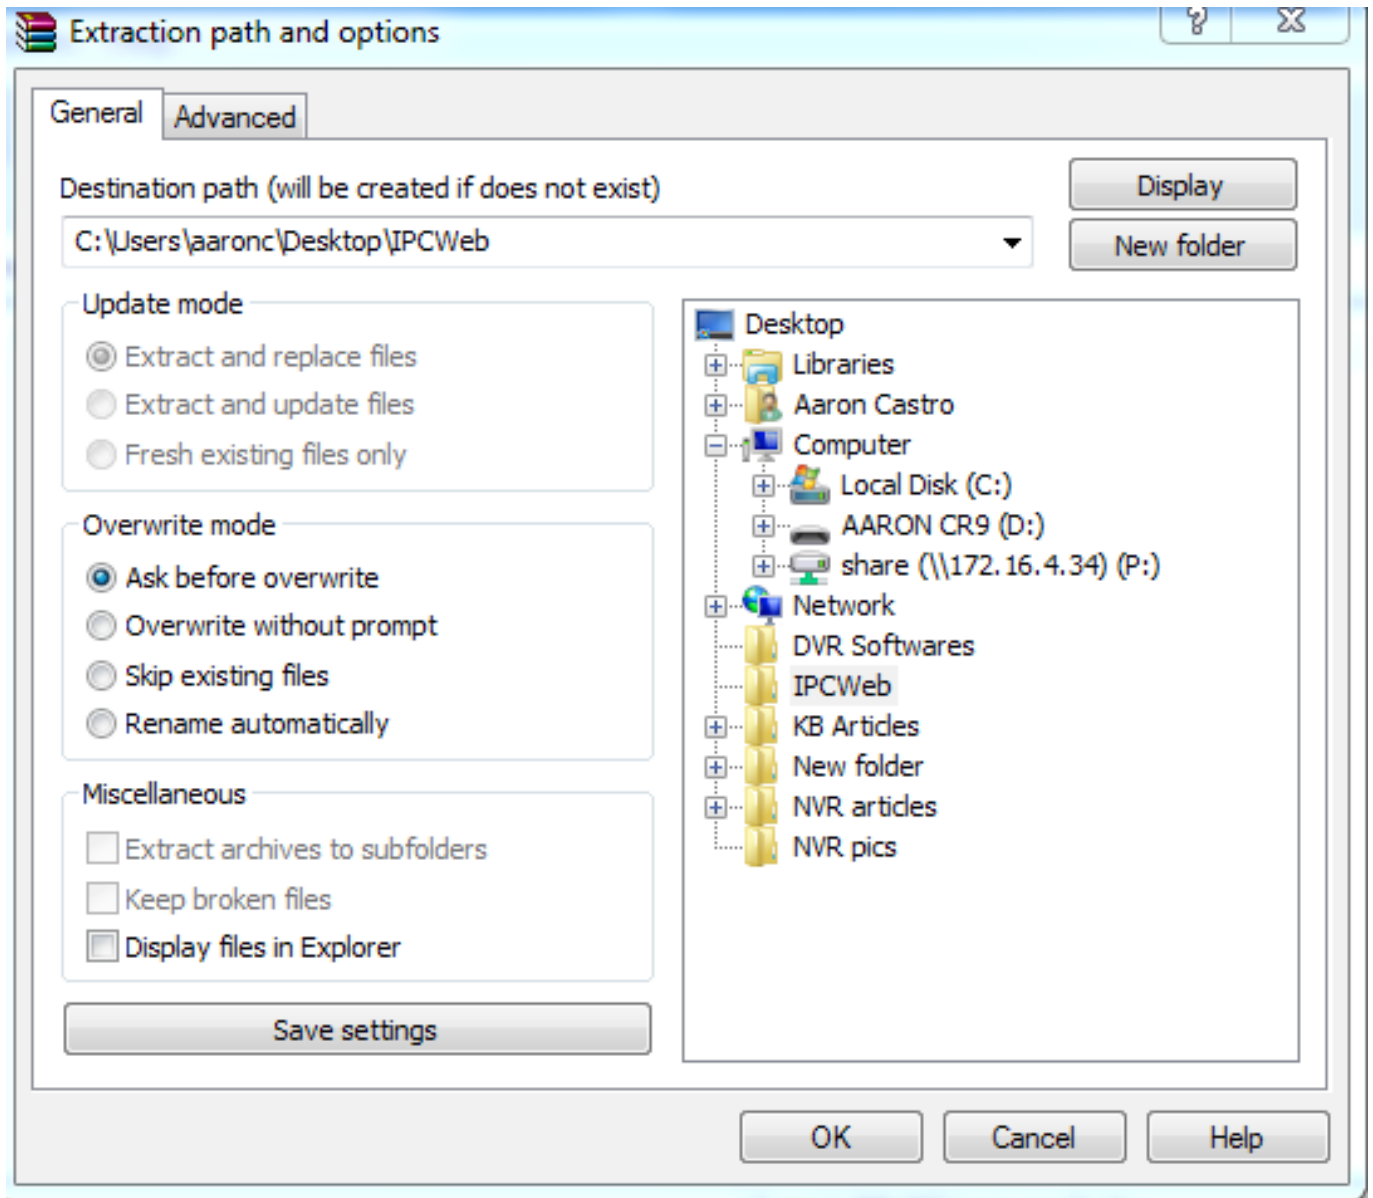 Extraction path and options
General
Advanced
Destination path (will be created if does not exist)
Display
C:\Users\aaronc\Desktop\IPCWeb
New folder
Update mode
Extract and replace files
Extract and update files
Fresh existing files only
Overwrite mode
Ask before overwrite
Overwrite without prompt
Skip existing files
Rename automatically
Miscellaneous
Extract archives to subfolders
Keep broken files
Display files in Explorer
Save settings
Desktop
Libraries
Aaron Castro
Computer
Local Disk (C:)
AARON CR9 (D:)
share (\\172.16.4.34) (P:)
Network
DVR Softwares
IPCWeb
KB Articles
New folder
NVR articles
NVR pics
OK
Cancel
Help